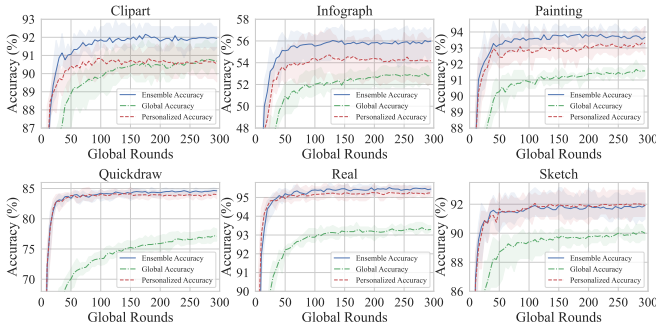 Clipart
Accuracy (%)
93
92
91
90
89
88
87
Ensemble Accuracy
Global Accuracy
Personalized Accuracy
0 50 100 150 200 250 300
Global Rounds
Infograph
Accuracy (%)
58
56
54
52
50
48
Ensemble Accuracy
Global Accuracy
Personalized Accuracy
0 50 100 150 200 250 300
Global Rounds
Painting
Accuracy (%)
94
93
92
91
90
89
88
Ensemble Accuracy
Global Accuracy
Personalized Accuracy
0 50 100 150 200 250 300
Global Rounds
Quickdraw
Accuracy (%)
85
80
75
70
Ensemble Accuracy
Global Accuracy
Personalized Accuracy
0 50 100 150 200 250 300
Global Rounds
Real
Accuracy (%)
95
94
93
92
91
90
Ensemble Accuracy
Global Accuracy
Personalized Accuracy
0 50 100 150 200 250 300
Global Rounds
Sketch
Accuracy (%)
92
90
88
86
Ensemble Accuracy
Global Accuracy
Personalized Accuracy
0 50 100 150 200 250 300
Global Rounds